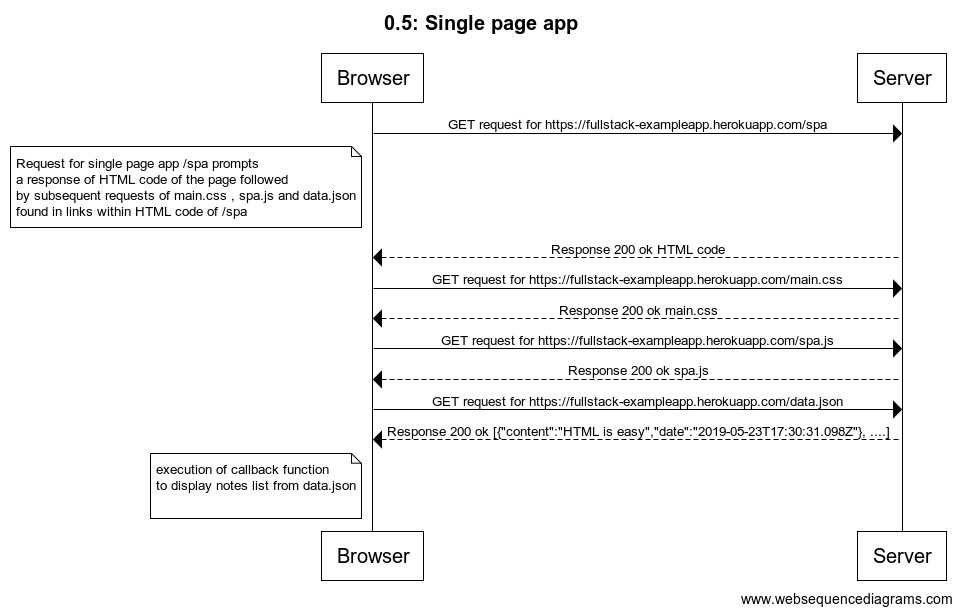 0.5: Single page app
Browser
Server
GET request for https://fullstack-exampleapp.herokuapp.com/spa
Request for single page app /spa prompts
a response of HTML code of the page followed
by subsequent requests of main.css , spa.js and data.json
found in links within HTML code of /spa
Response 200 ok HTML code
GET request for https://fullstack-exampleapp.herokuapp.com/main.css
Response 200 ok main.css
GET request for https://fullstack-exampleapp.herokuapp.com/spa.js
Response 200 ok spa.js
GET request for https://fullstack-exampleapp.herokuapp.com/data.json
Response 200 ok [{"content":"HTML is easy","date":"2019-05-23T17:30:31.098Z"}, ....]
execution of callback function
to display notes list from data.json
Browser
Server
www.websequencediagrams.com